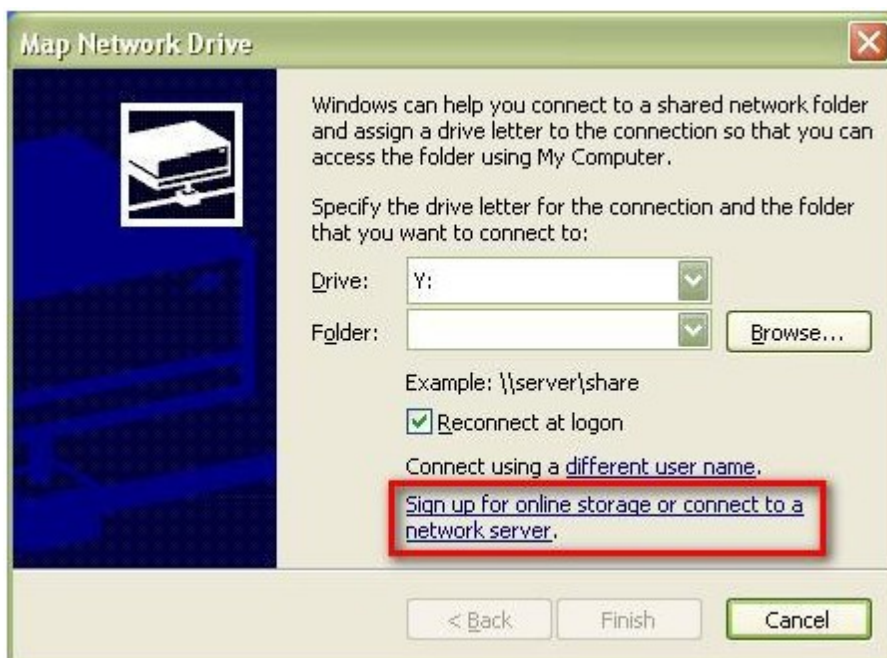 Map Network Drive
Windows can help you connect to a shared network folder
and assign a drive letter to the connection so that you can
access the folder using My Computer.
Specify the drive letter for the connection and the folder
that you want to connect to:
Drive: Y:
Folder: Browse...
Example: \\server\share
Reconnect at logon
Connect using a different user name.
Sign up for online storage or connect to a
network server.
< Back Finish Cancel